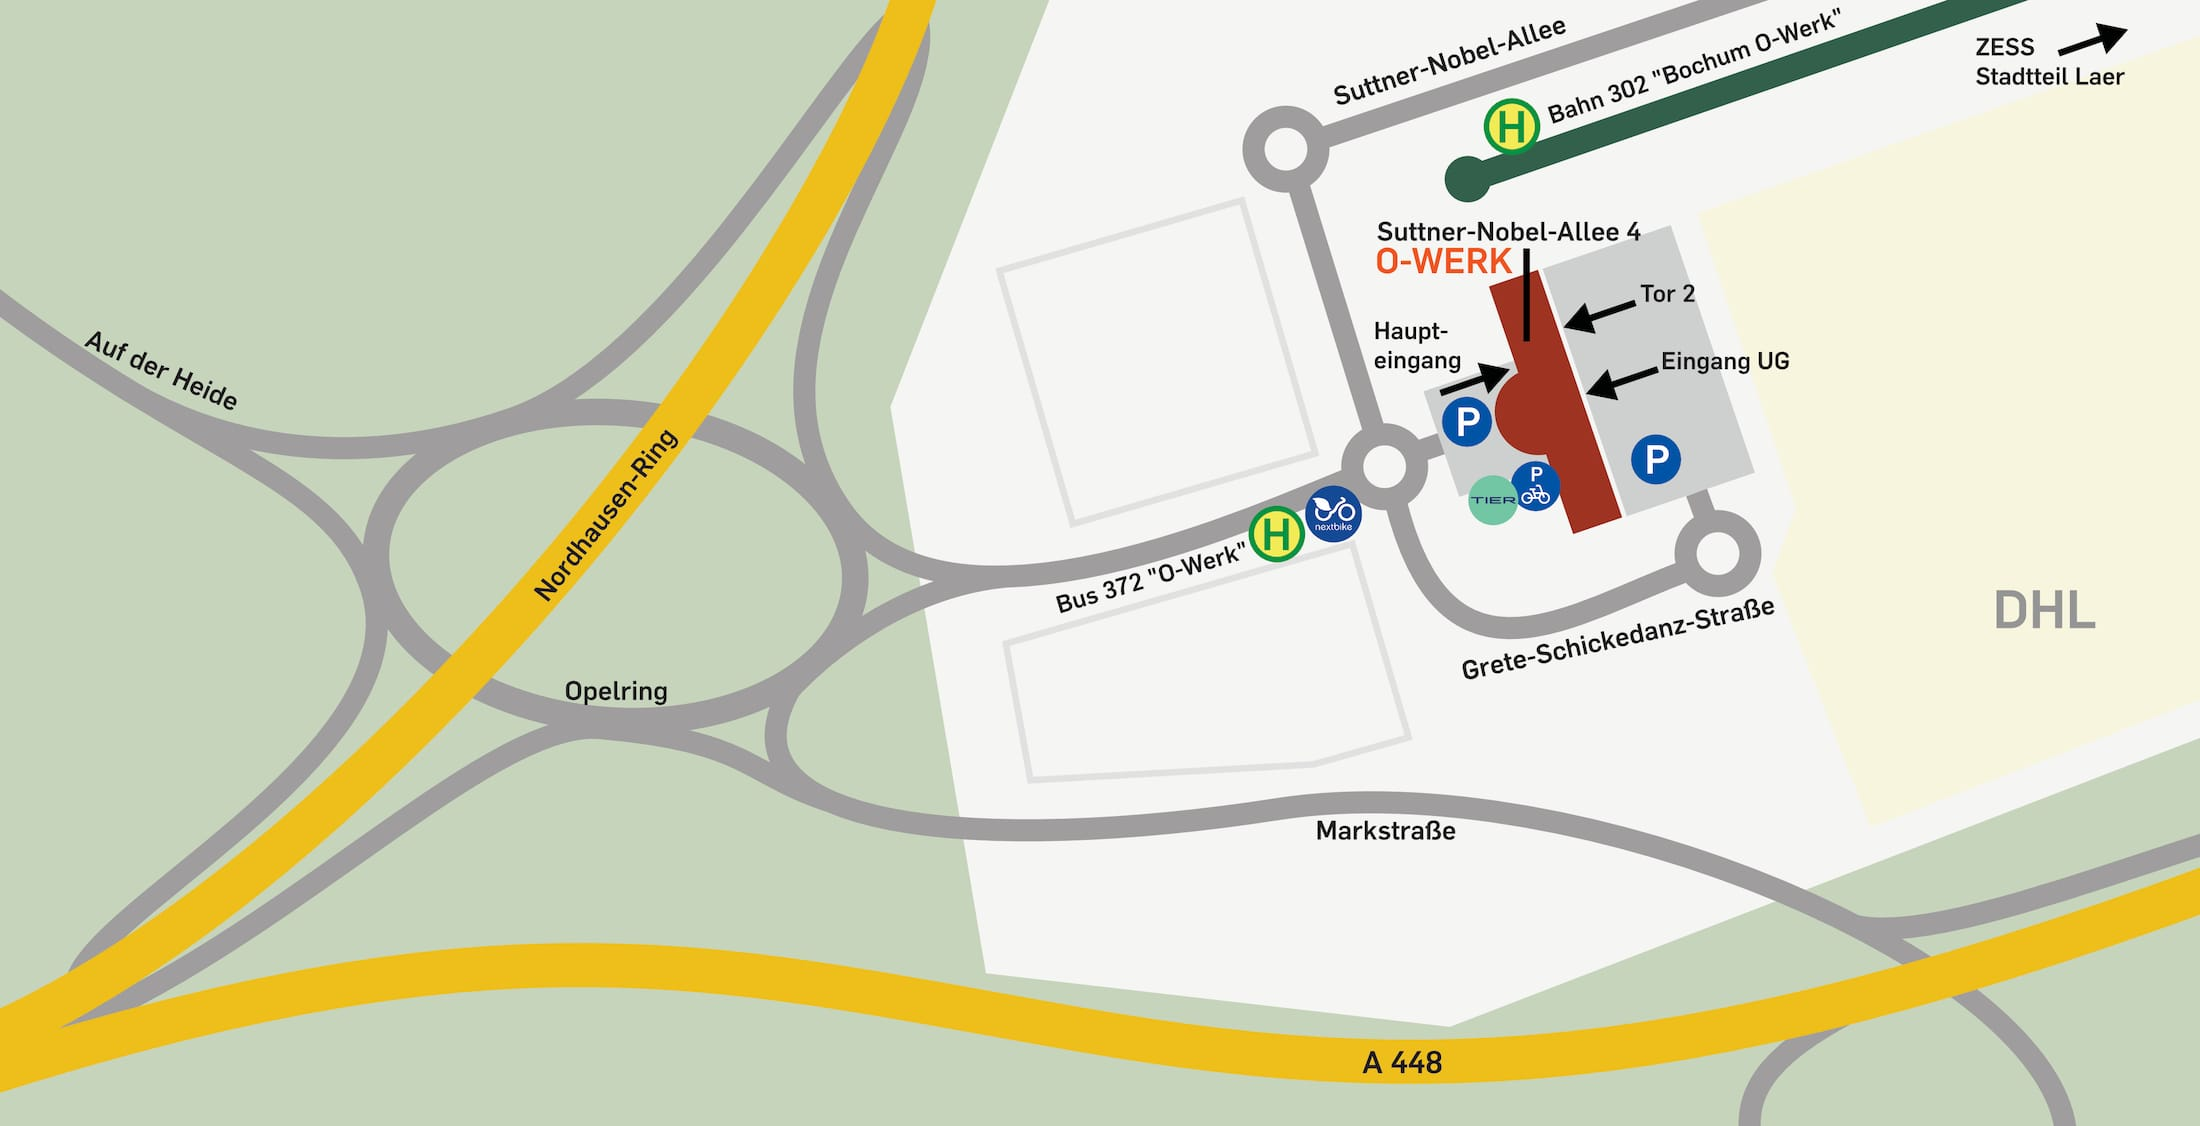 Suttner-Nobel-Allee
Bahn 302 "Bochum O-Werk"
ZESS
Stadtteil Laer
H
Suttner-Nobel-Allee 4
O-WERK
Tor 2
Haupt-
eingang
Eingang UG
Auf der Heide
Nordhausen-Ring
P
P
P
TIER
nextbike
H
Bus 372 "O-Werk"
Grete-Schickedanz-Straße
DHL
Opelring
Markstraße
A 448